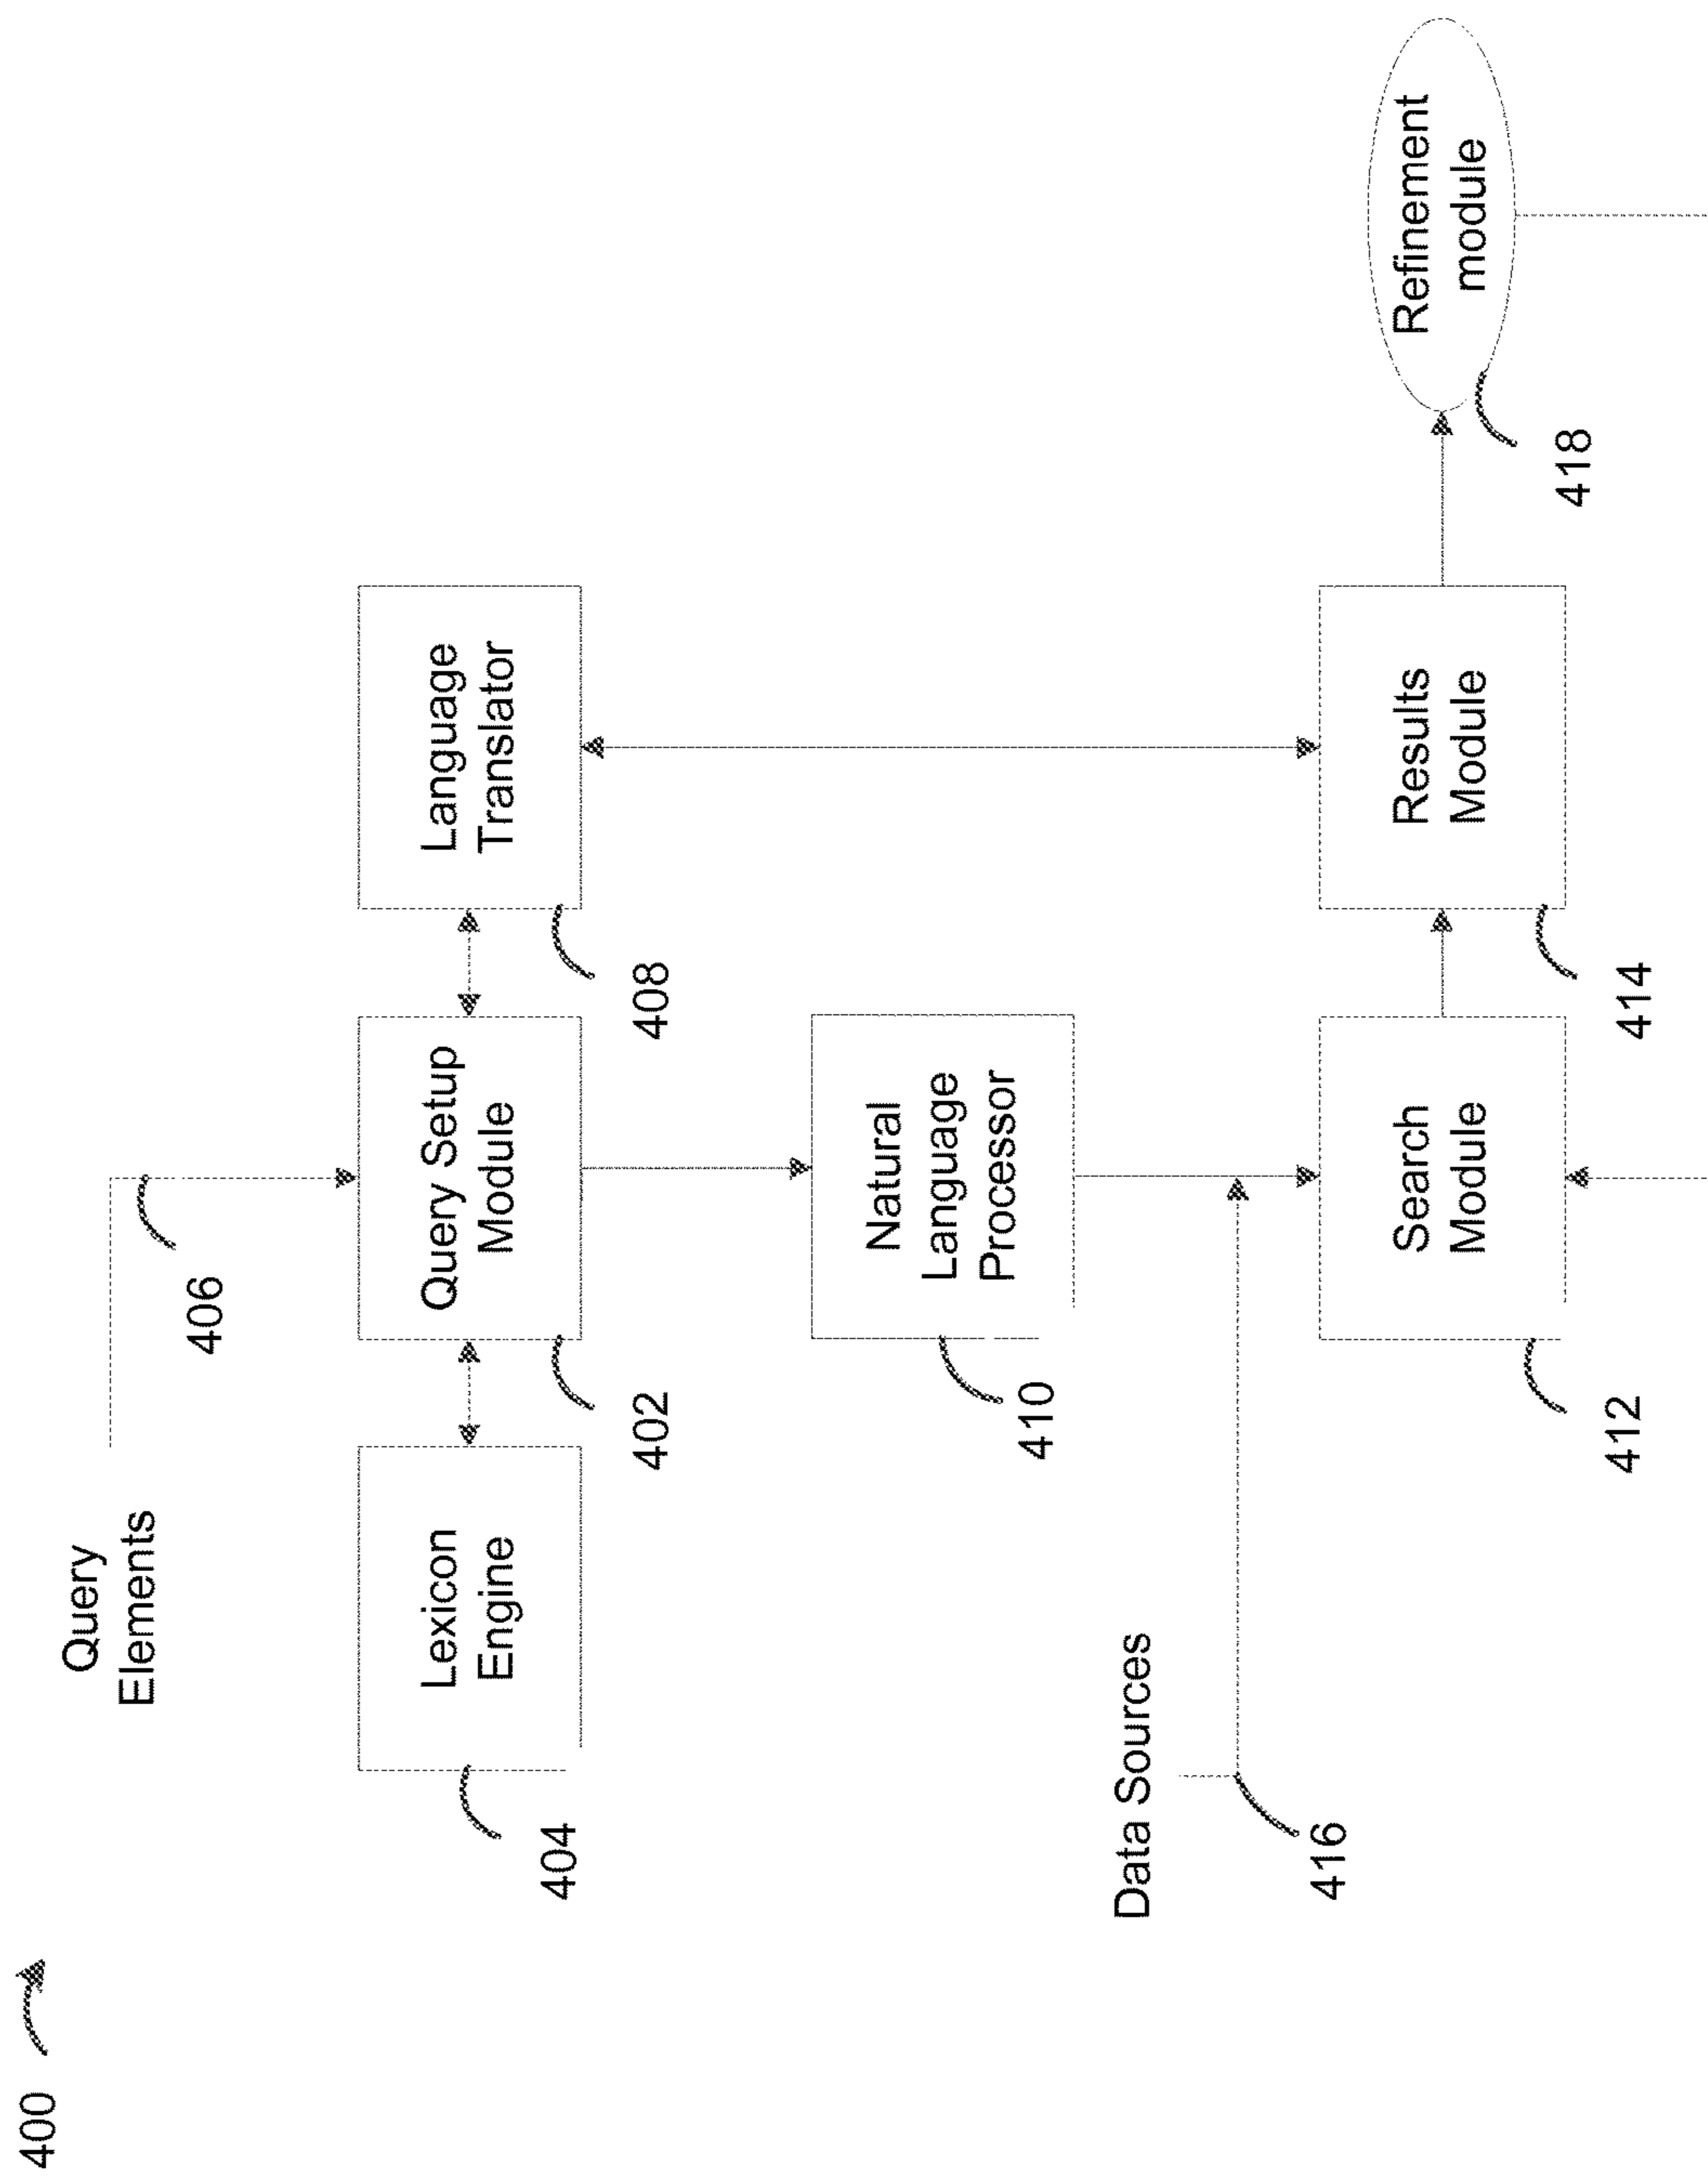 400
Query
Elements
406
Lexicon
Engine
404
Query Setup
Module
402
Language
Translator
408
Natural
Language
Processor
410
Data Sources
416
Search
Module
412
Results
Module
414
Refinement
module
418